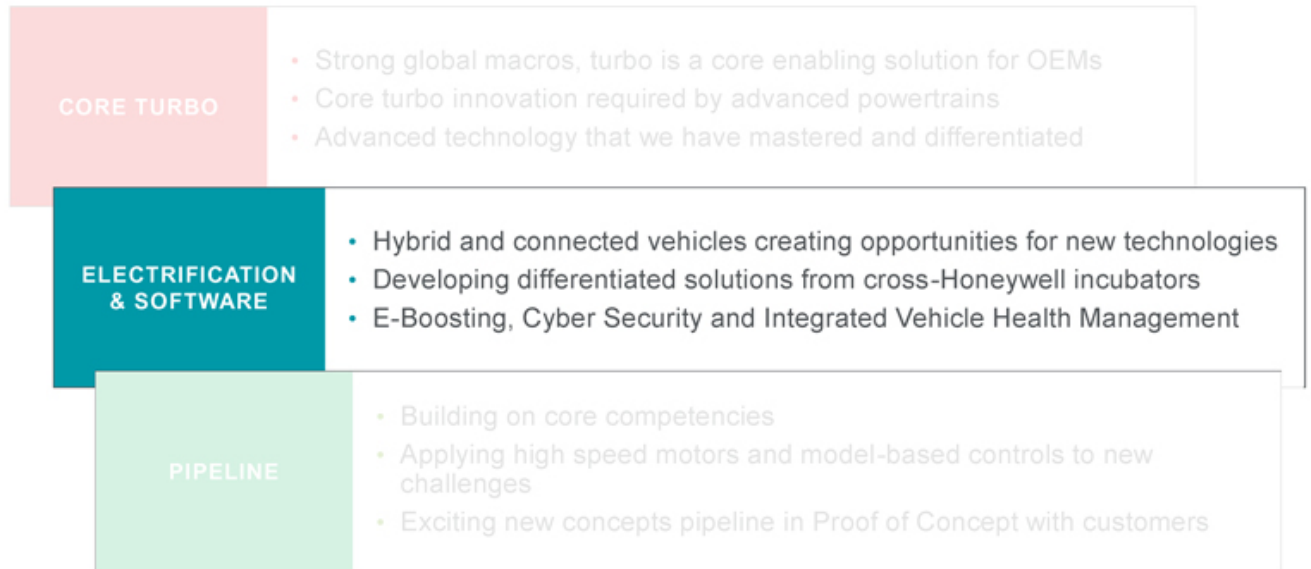 CORE TURBO
• Strong global macros, turbo is a core enabling solution for OEMs
• Core turbo innovation required by advanced powertrains
• Advanced technology that we have mastered and differentiated
ELECTRIFICATION
& SOFTWARE
• Hybrid and connected vehicles creating opportunities for new technologies
• Developing differentiated solutions from cross-Honeywell incubators
• E-Boosting, Cyber Security and Integrated Vehicle Health Management
PIPELINE
• Building on core competencies
• Applying high speed motors and model-based controls to new
challenges
• Exciting new concepts pipeline in Proof of Concept with customers